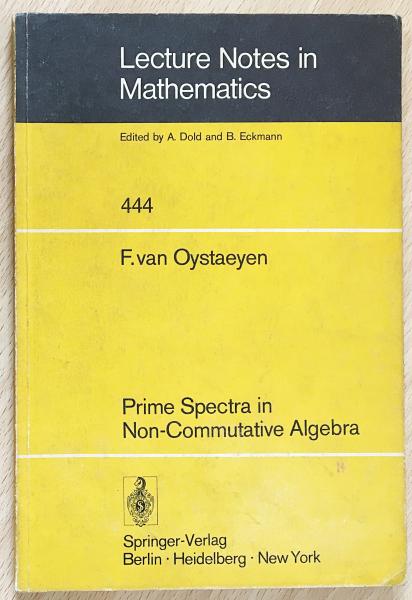 Lecture Notes in
Mathematics
Edited by A. Dold and B. Eckmann
444
F. van Oystaeyen
Prime Spectra in
Non-Commutative Algebra
Springer-Verlag
Berlin · Heidelberg · New York